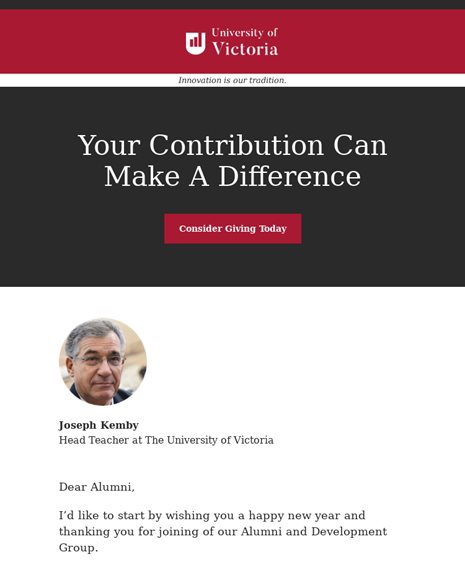 University of
Victoria
Innovation is our tradition.
Your Contribution Can
Make A Difference
Consider Giving Today
Joseph Kemby
Head Teacher at The University of Victoria
Dear Alumni,
I’d like to start by wishing you a happy new year and
thanking you for joining of our Alumni and Development
Group.